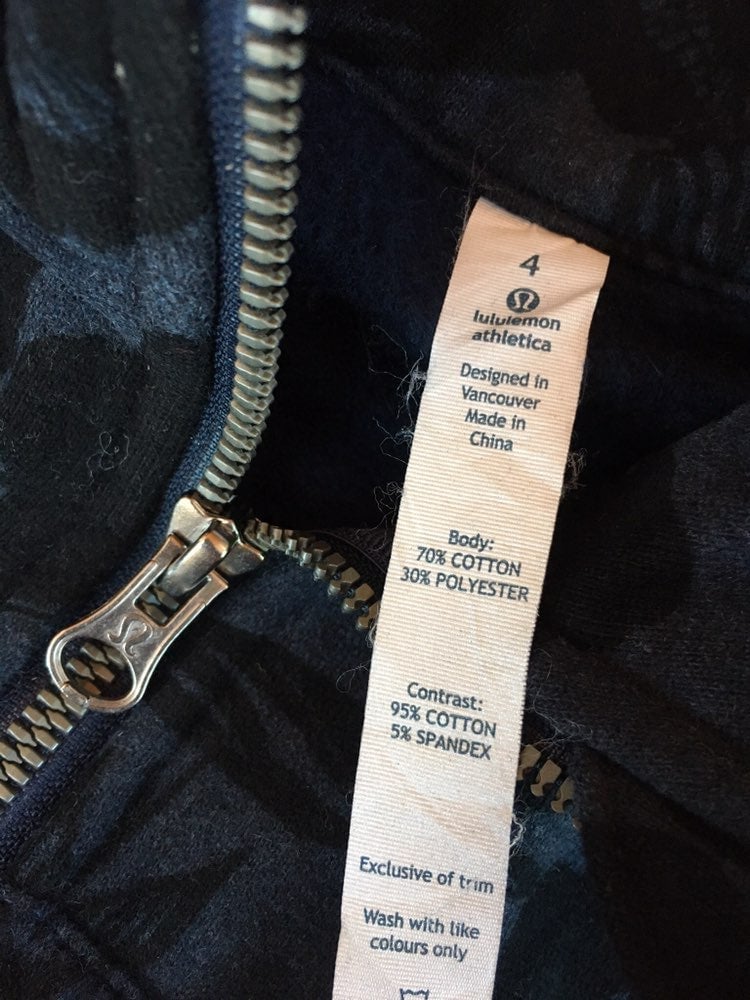 4
lululemon
athletica
Designed in
Vancouver
Made in
China
Body:
70% COTTON
30% POLYESTER
Contrast:
95% COTTON
5% SPANDEX
Exclusive of trim
Wash with like
colours only